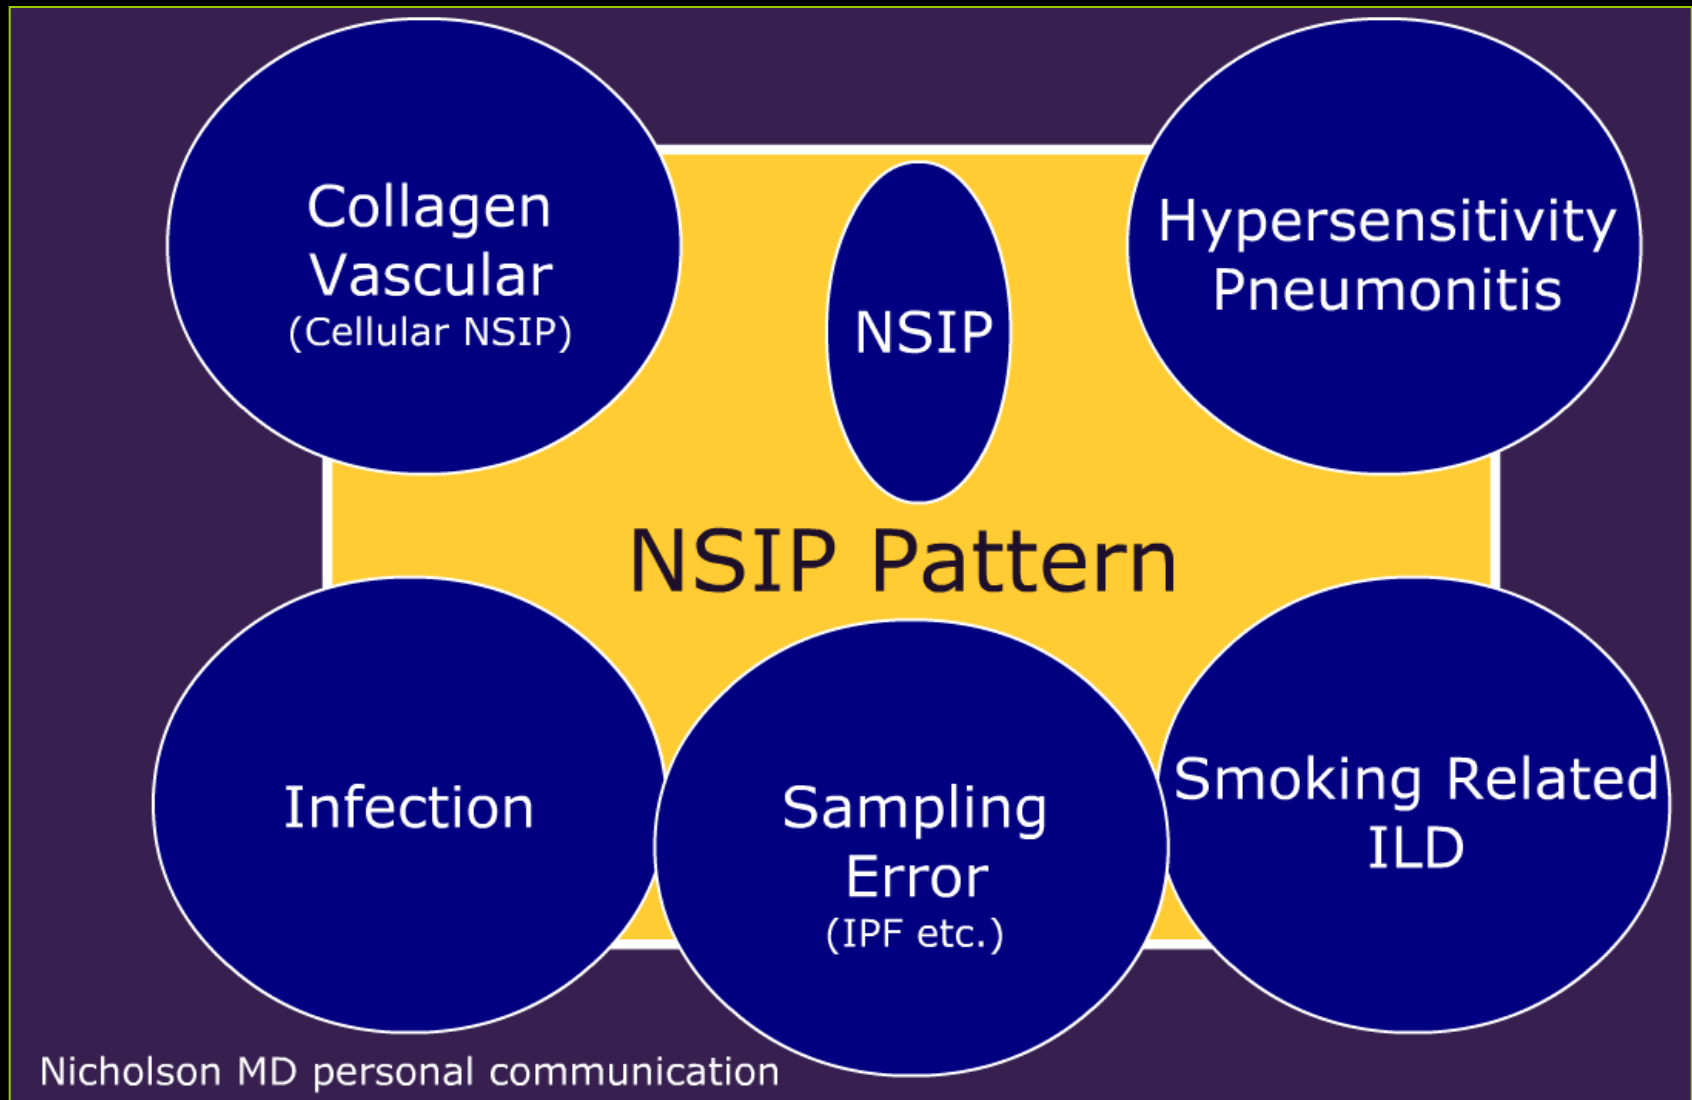 Collagen
Vascular
(Cellular NSIP)
NSIP
Hypersensitivity
Pneumonitis
NSIP Pattern
Infection
Sampling
Error
(IPF etc.)
Smoking Related
ILD
Nicholson MD personal communication